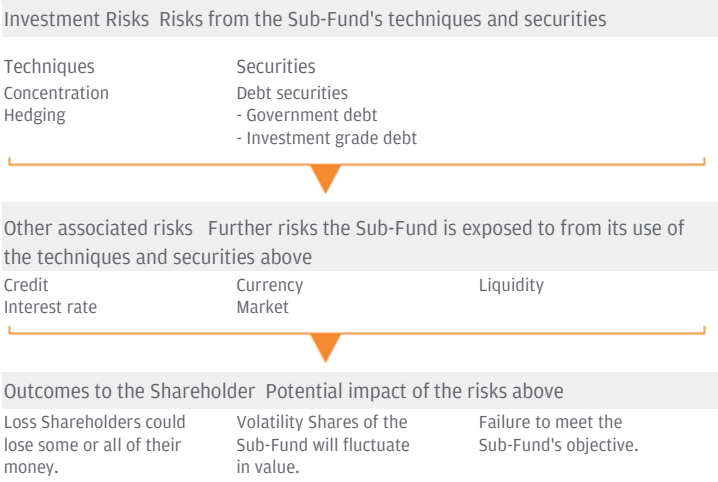 Investment Risks Risks from the Sub-Fund's techniques and securities
Techniques
Concentration
Hedging
Securities
Debt securities
- Government debt
- Investment grade debt
Other associated risks Further risks the Sub-Fund is exposed to from its use of
the techniques and securities above
Credit
Interest rate
Currency
Market
Liquidity
Outcomes to the Shareholder Potential impact of the risks above
Loss Shareholders could
lose some or all of their
money.
Volatility Shares of the
Sub-Fund will fluctuate
in value.
Failure to meet the
Sub-Fund's objective.